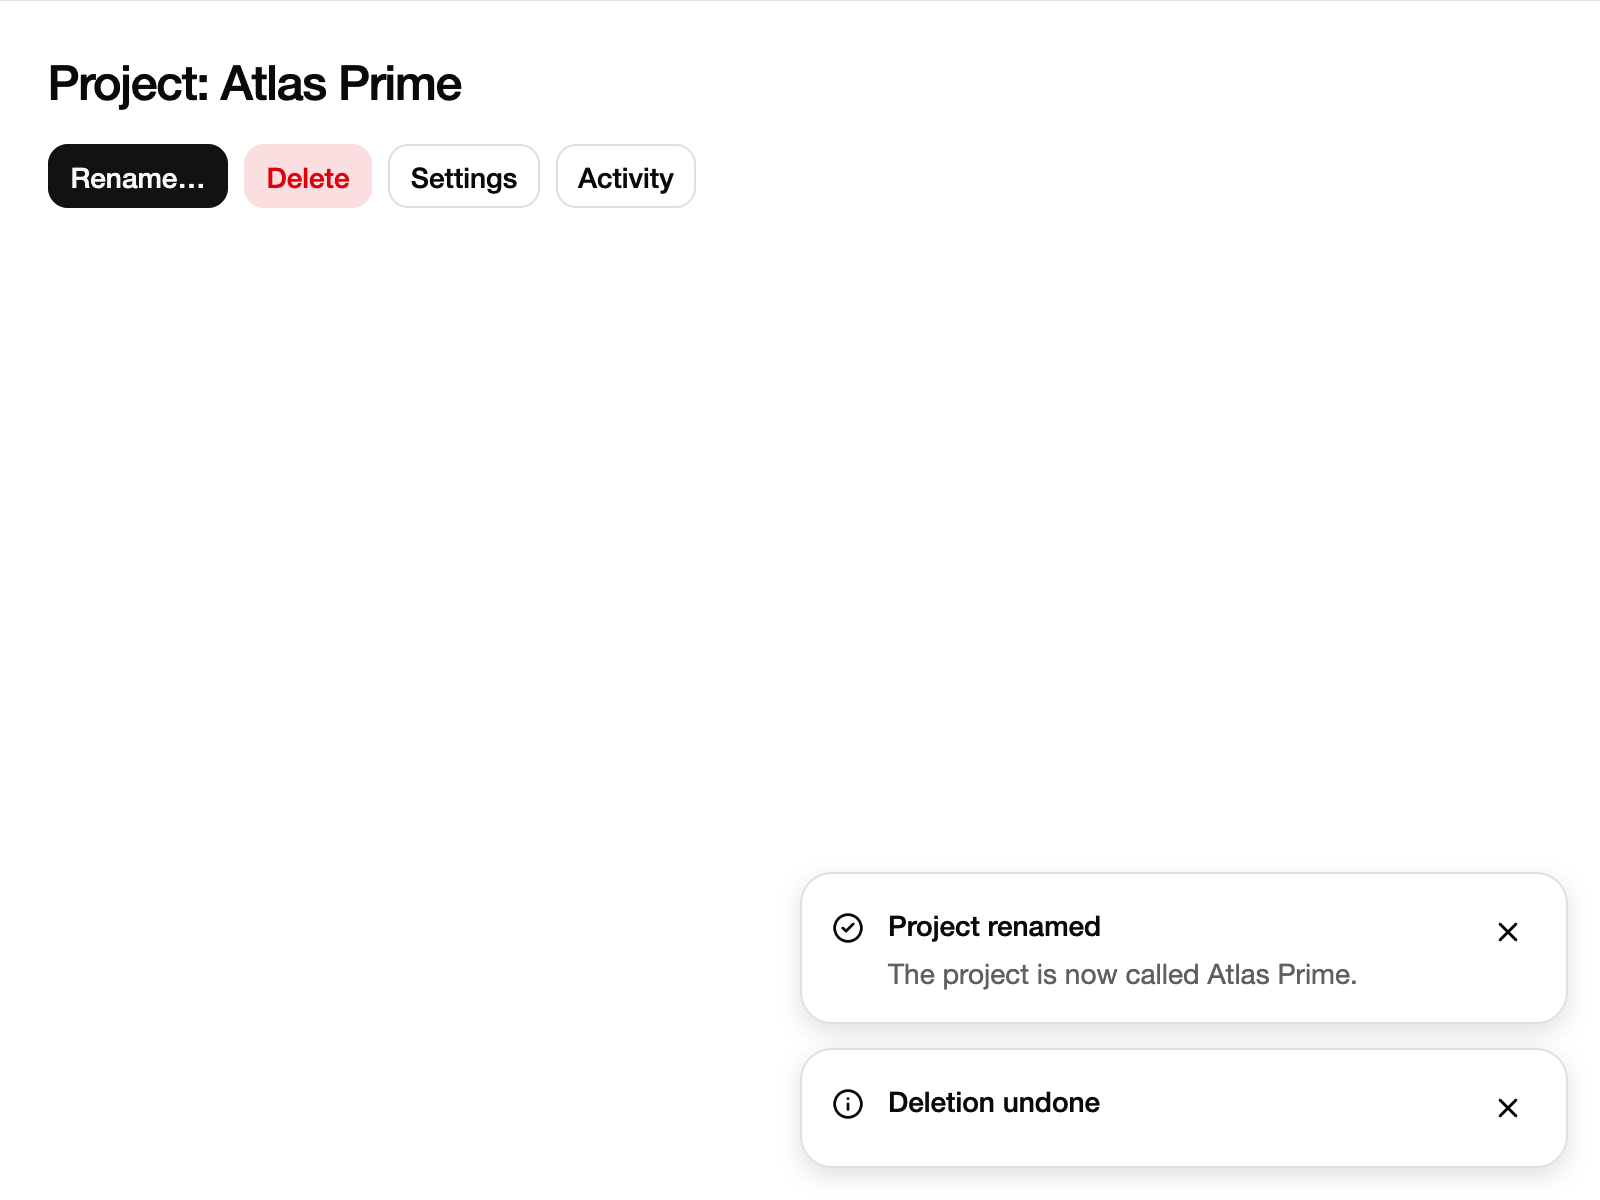 Project: Atlas Prime
Rename…
Delete
Settings
Activity
Project renamed
The project is now called Atlas Prime.
Deletion undone